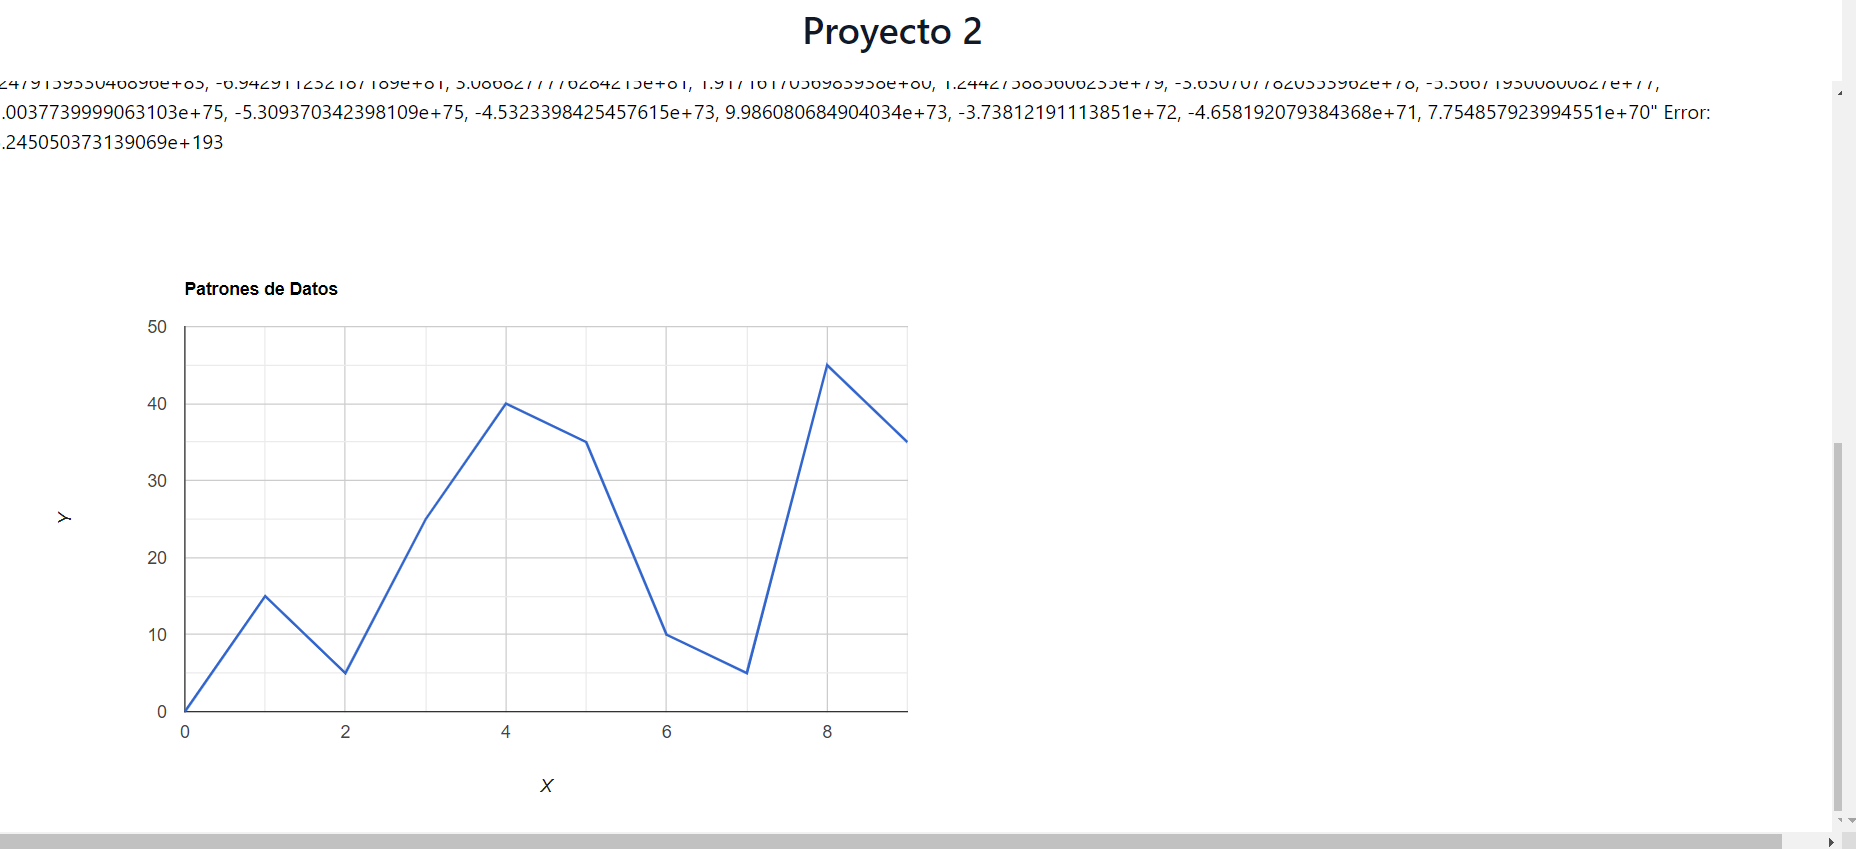 Proyecto 2
.0037739999063103e+75, -5.309370342398109e+75, -4.5323398425457615e+73, 9.986080684904034e+73, -3.73812191113851e+72, -4.658192079384368e+71, 7.754857923994551e+70" Error:
.245050373139069e+193
Patrones de Datos
50
40
30
20
10
0
Y
0 2 4 6 8
X